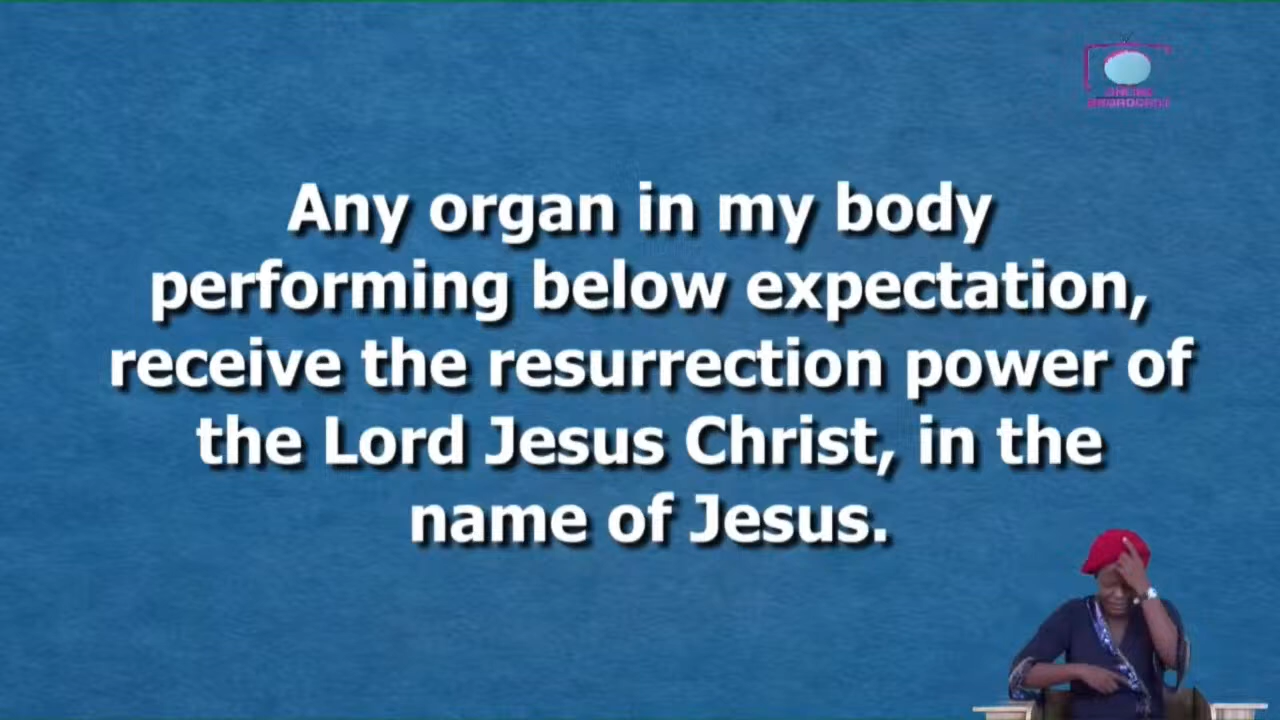 Any organ in my body
performing below expectation,
receive the resurrection power of
the Lord Jesus Christ, in the
name of Jesus.